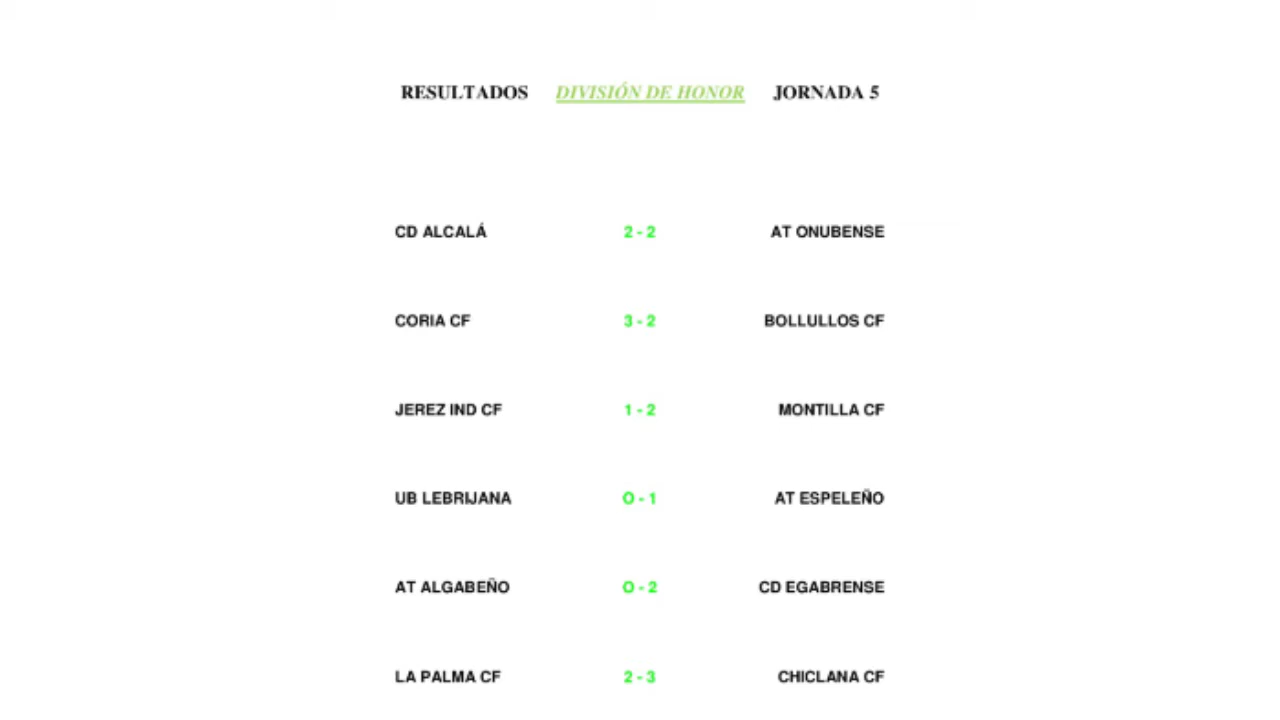 RESULTADOS DIVISIÓN DE HONOR JORNADA 5
CD ALCALÁ 2 - 2 AT ONUBENSE
CORIA CF 3 - 2 BOLLULLOS CF
JEREZ IND CF 1 - 2 MONTILLA CF
UB LEBRIJANA O - 1 AT ESPELEÑO
AT ALGABEÑO O - 2 CD EGABRENSE
LA PALMA CF 2 - 3 CHICLANA CF